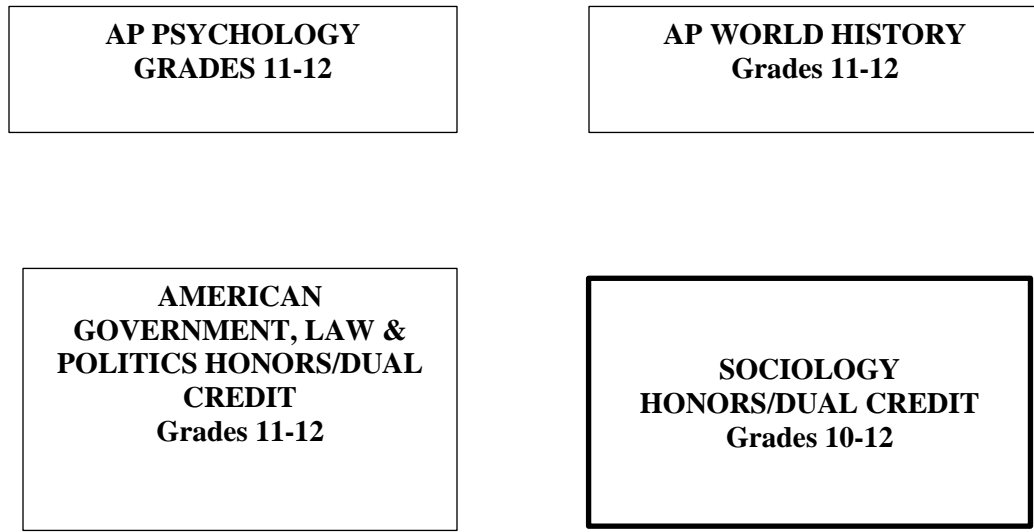 AP PSYCHOLOGY
GRADES 11-12
AP WORLD HISTORY
Grades 11-12
AMERICAN
GOVERNMENT, LAW &
POLITICS HONORS/DUAL
CREDIT
Grades 11-12
SOCIOLOGY
HONORS/DUAL CREDIT
Grades 10-12